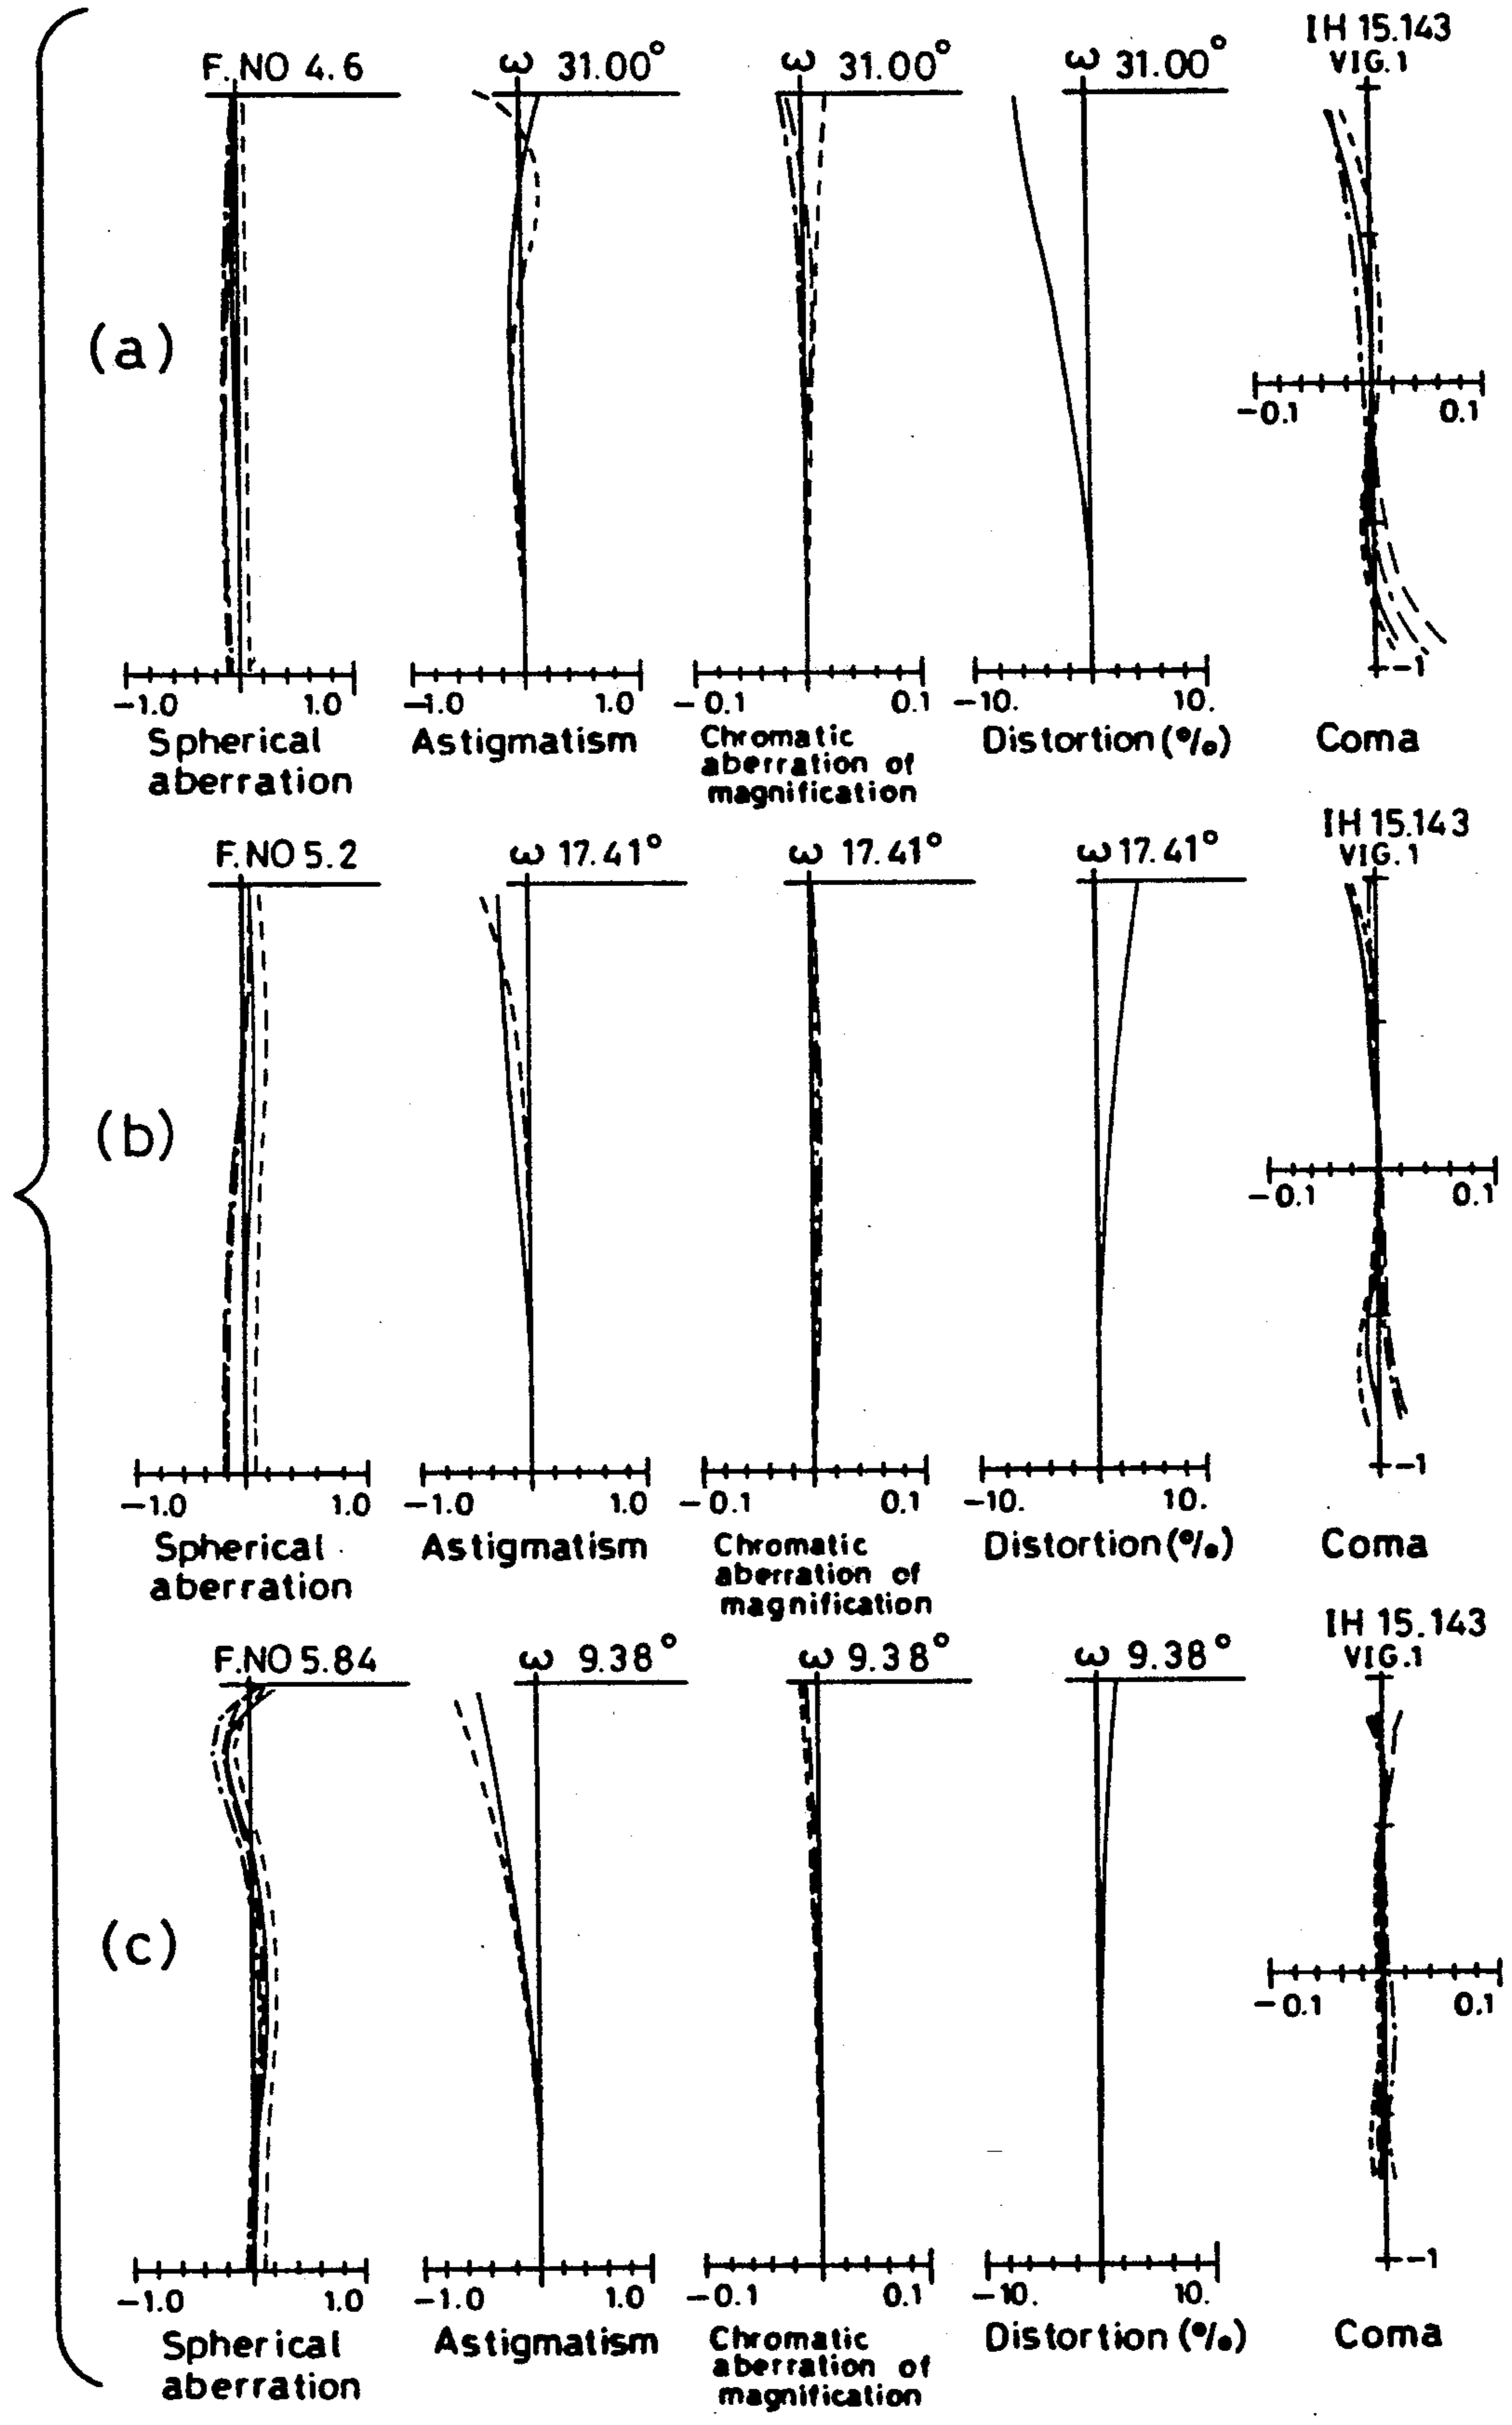 (a)
F.NO 4.6
ω 31.00°
ω 31.00°
ω 31.00°
IH 15.143
VIG.1
-1.0 1.0
-1.0 1.0
-0.1 0.1
-10. 10.
-0.1 0.1
-1
Spherical
aberration
Astigmatism
Chromatic
aberration of
magnification
Distortion (%)
Coma
(b)
F.NO 5.2
ω 17.41°
ω 17.41°
ω 17.41°
IH 15.143
VIG.1
-1.0 1.0
-1.0 1.0
-0.1 0.1
-10. 10.
-0.1 0.1
-1
Spherical
aberration
Astigmatism
Chromatic
aberration of
magnification
Distortion (%)
Coma
(c)
F.NO 5.84
ω 9.38°
ω 9.38°
ω 9.38°
IH 15.143
VIG.1
-1.0 1.0
-1.0 1.0
-0.1 0.1
-10. 10.
-0.1 0.1
-1
Spherical
aberration
Astigmatism
Chromatic
aberration of
magnification
Distortion (%)
Coma